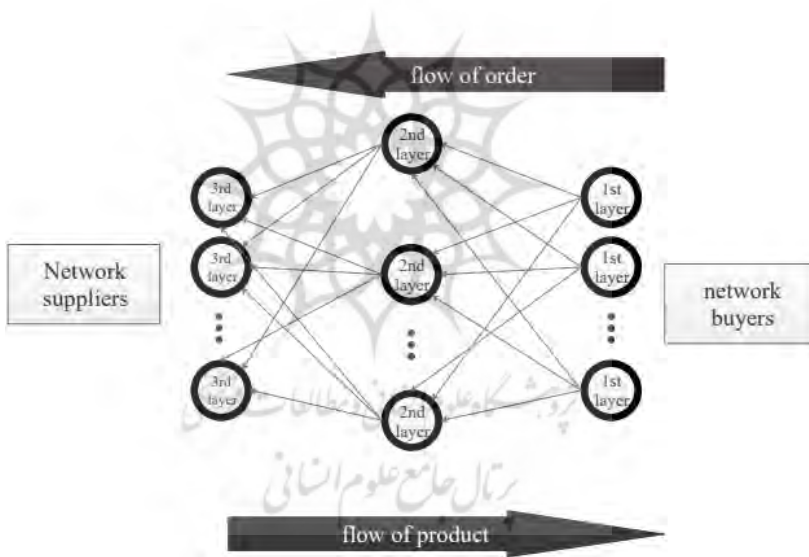 flow of order
2nd
layer
3rd
layer
1st
layer
3rd
layer
2nd
layer
1st
layer
Network
suppliers
network
buyers
3rd
layer
1st
layer
2nd
layer
پژوهشگاه علوم انسانی و مطالعات فرهنگی
پرتال جامع علوم انسانی
flow of product